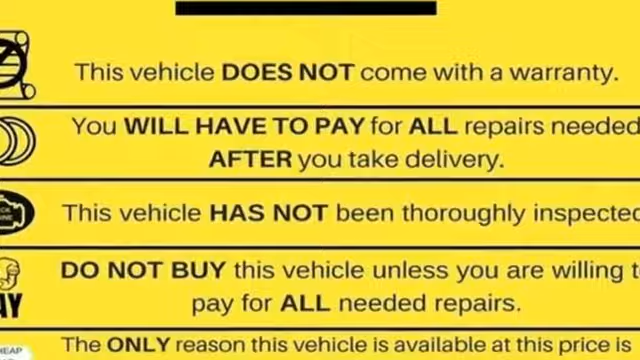 This vehicle DOES NOT come with a warranty.
You WILL HAVE TO PAY for ALL repairs needed
AFTER you take delivery.
This vehicle HAS NOT been thoroughly inspected
DO NOT BUY this vehicle unless you are willing
pay for ALL needed repairs.
The ONLY reason this vehicle is available at this price is